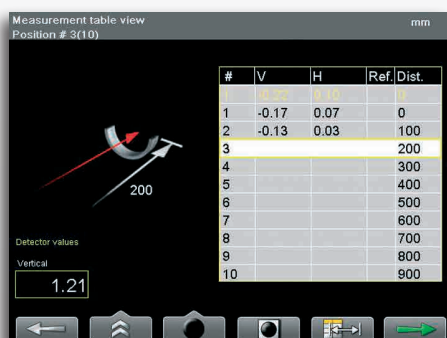 Measurement table view
mm
Position # 3(10)
# V H Ref. Dist.
1 -0.17 0.07 0
2 -0.13 0.03 100
3 200
4 300
5 400
6 500
7 600
8 700
9 800
10 900
200
Detector values
Vertical
1.21